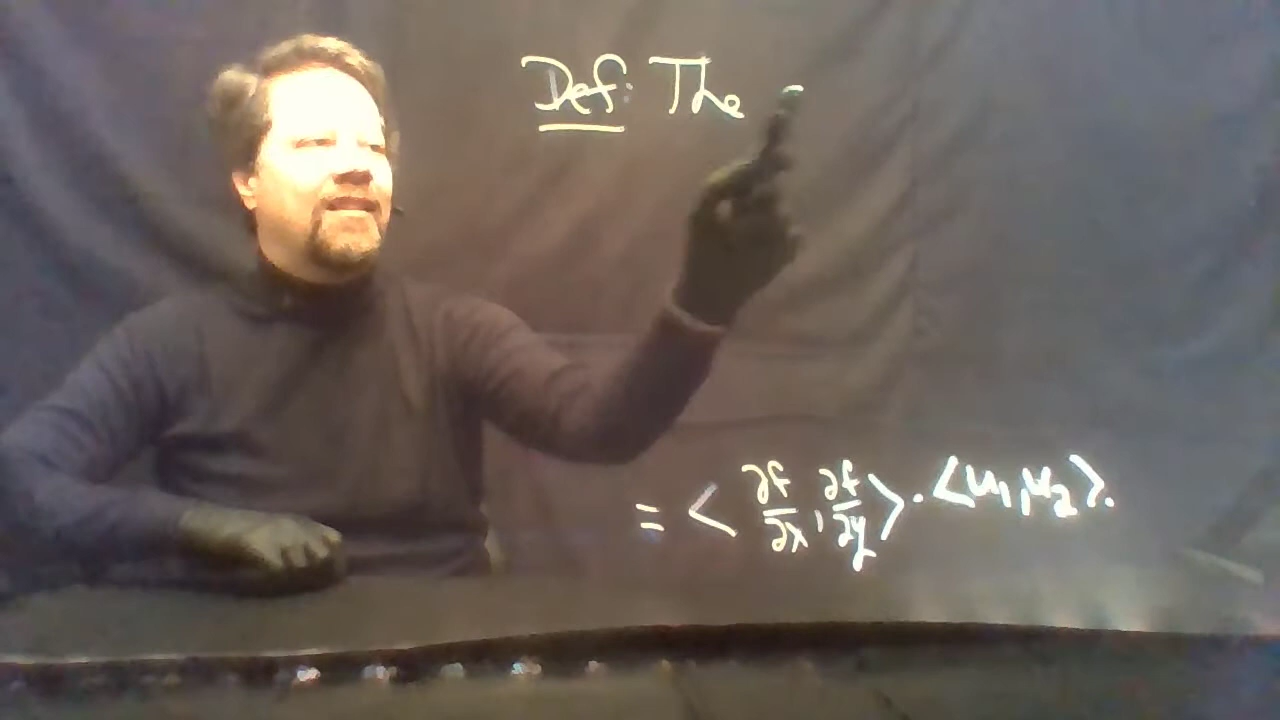 Def: The
= < ∂f/∂x, ∂f/∂y > · <u₁, u₂>.